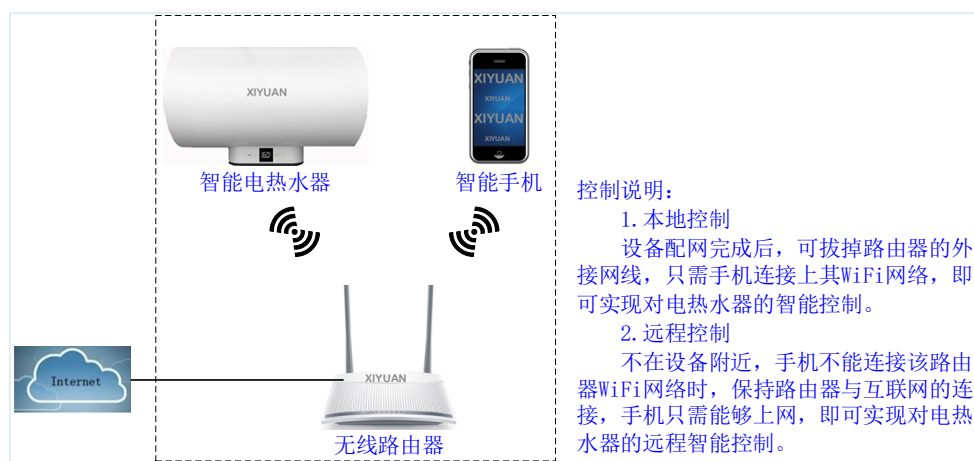 XIYUAN
160
XIYUAN
XIYUAN
XIYUAN
XIYUAN
智能电热水器
智能手机
Internet
XIYUAN
无线路由器
控制说明：
1.本地控制
设备配网完成后，可拔掉路由器的外
接网线，只需手机连接上其WiFi网络，即
可实现对电热水器的智能控制。
2.远程控制
不在设备附近，手机不能连接该路由
器WiFi网络时，保持路由器与互联网的连
接，手机只需能够上网，即可实现对电热
水器的远程智能控制。